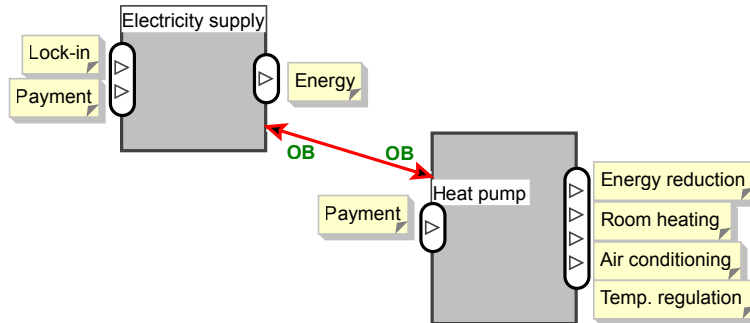 Electricity supply
Lock-in
Payment
Energy
OB
OB
Heat pump
Payment
Energy reduction
Room heating
Air conditioning
Temp. regulation